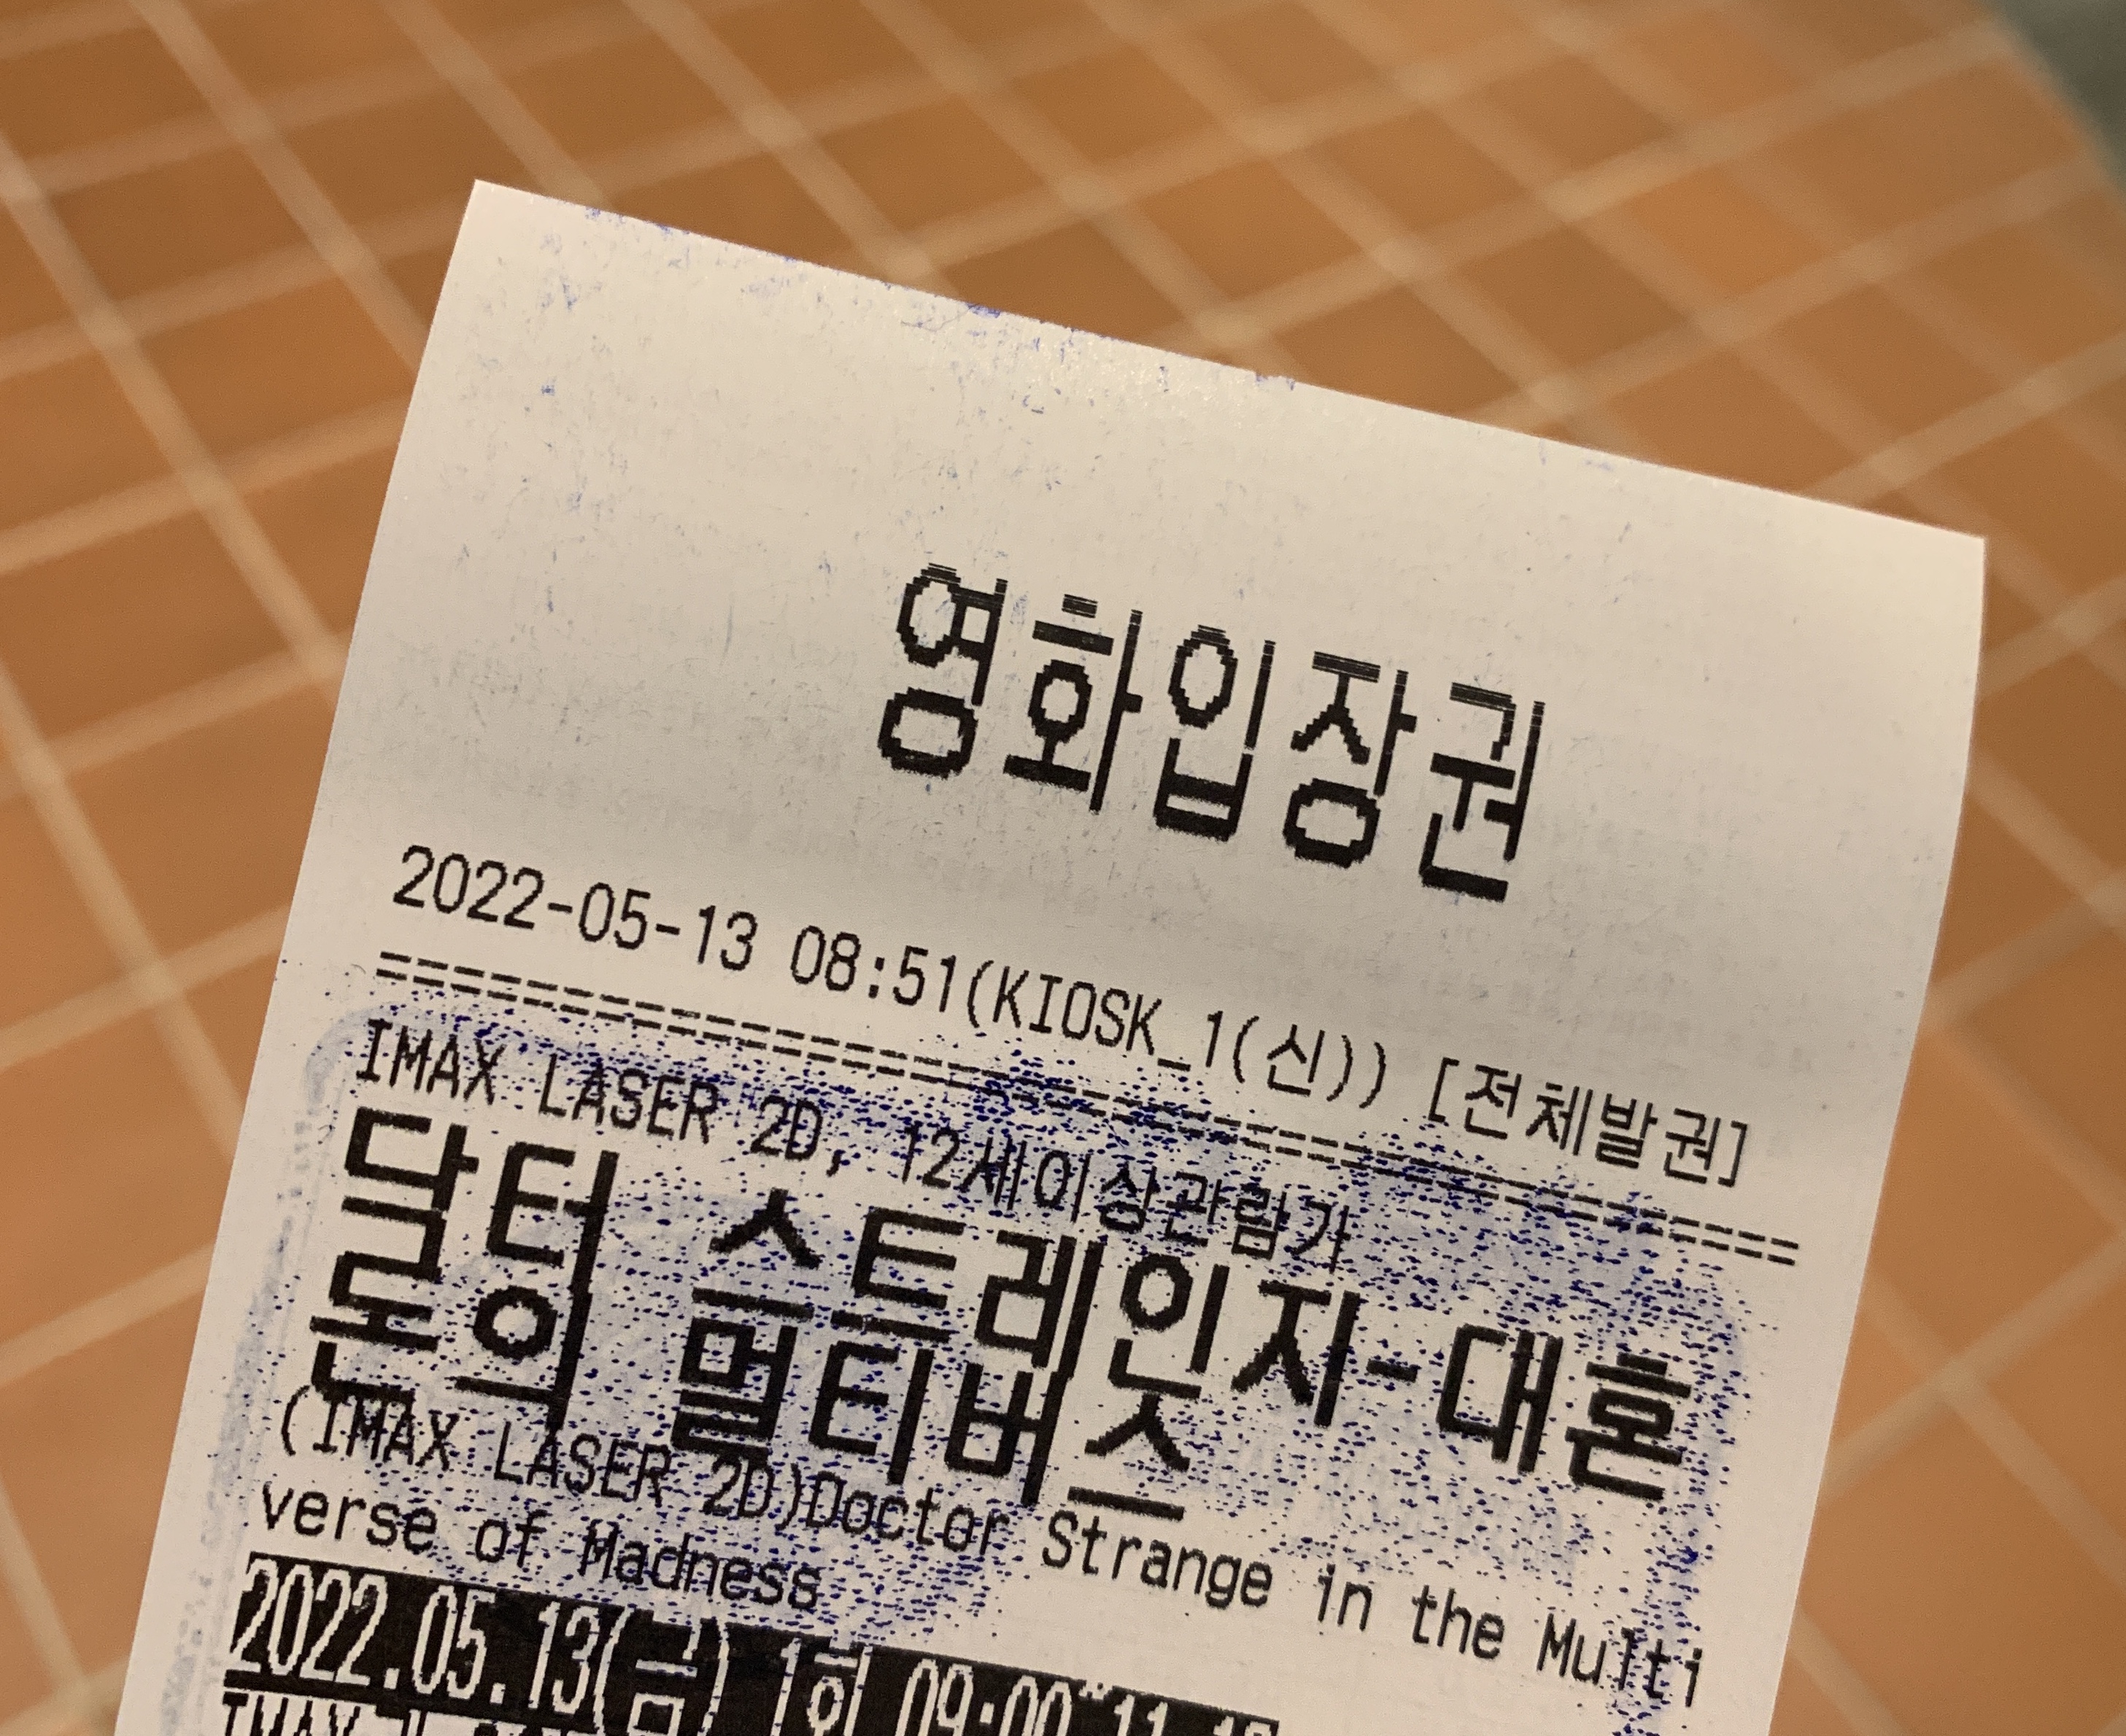 영화입장권
2022-05-13 08:51(KIOSK_1(신)) [전체발권]
==========================================
IMAX LASER 2D, 12세이상관람가
닥터 스트레인지-대혼
돈의 멀티버스
(IMAX LASER 2D)Doctor Strange in the Multi
verse of Madness
2022.05.13(금) 1회 09:00~11:
IMAX